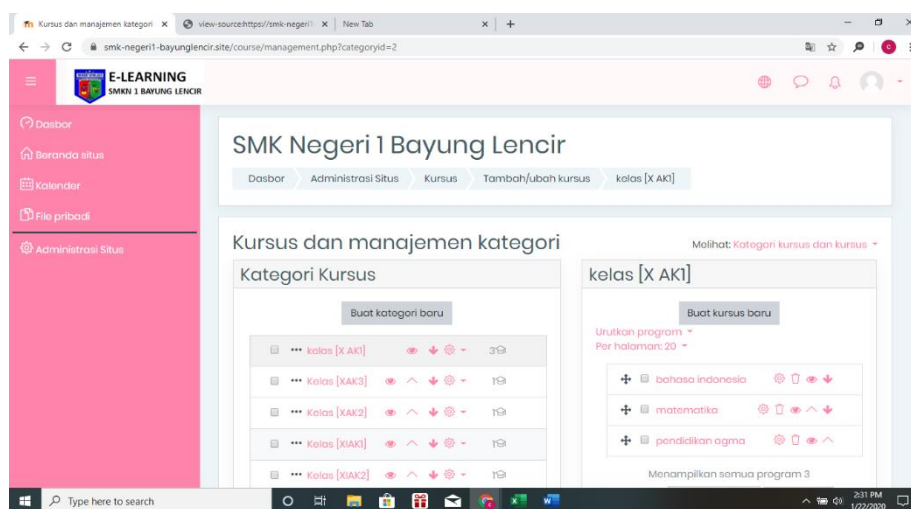 Kursus dan manajemen kategori
view-source:https://smk-negeri1
New Tab
smk-negeri1-bayunglencir.site/course/management.php?categoryid=2
E-LEARNING
SMKN 1 BAYUNG LENCIR
Dasbor
Beranda situs
Kalender
File pribadi
Administrasi Situs
SMK Negeri 1 Bayung Lencir
Dasbor Administrasi Situs Kursus Tambah/ubah kursus kelas [X AK1]
Kursus dan manajemen kategori
Melihat: Kategori kursus dan kursus
Kategori Kursus
Buat kategori baru
kelas [X AK1] 3
Kelas [XAK3] 1
Kelas [XAK2] 1
Kelas [XIAK1] 1
Kelas [XIAK2] 1
kelas [X AK1]
Buat kursus baru
Urutkan program
Per halaman: 20
bahasa indonesia
matematika
pendidikan agma
Menampilkan semua program 3
Type here to search
2:31 PM
1/22/2020